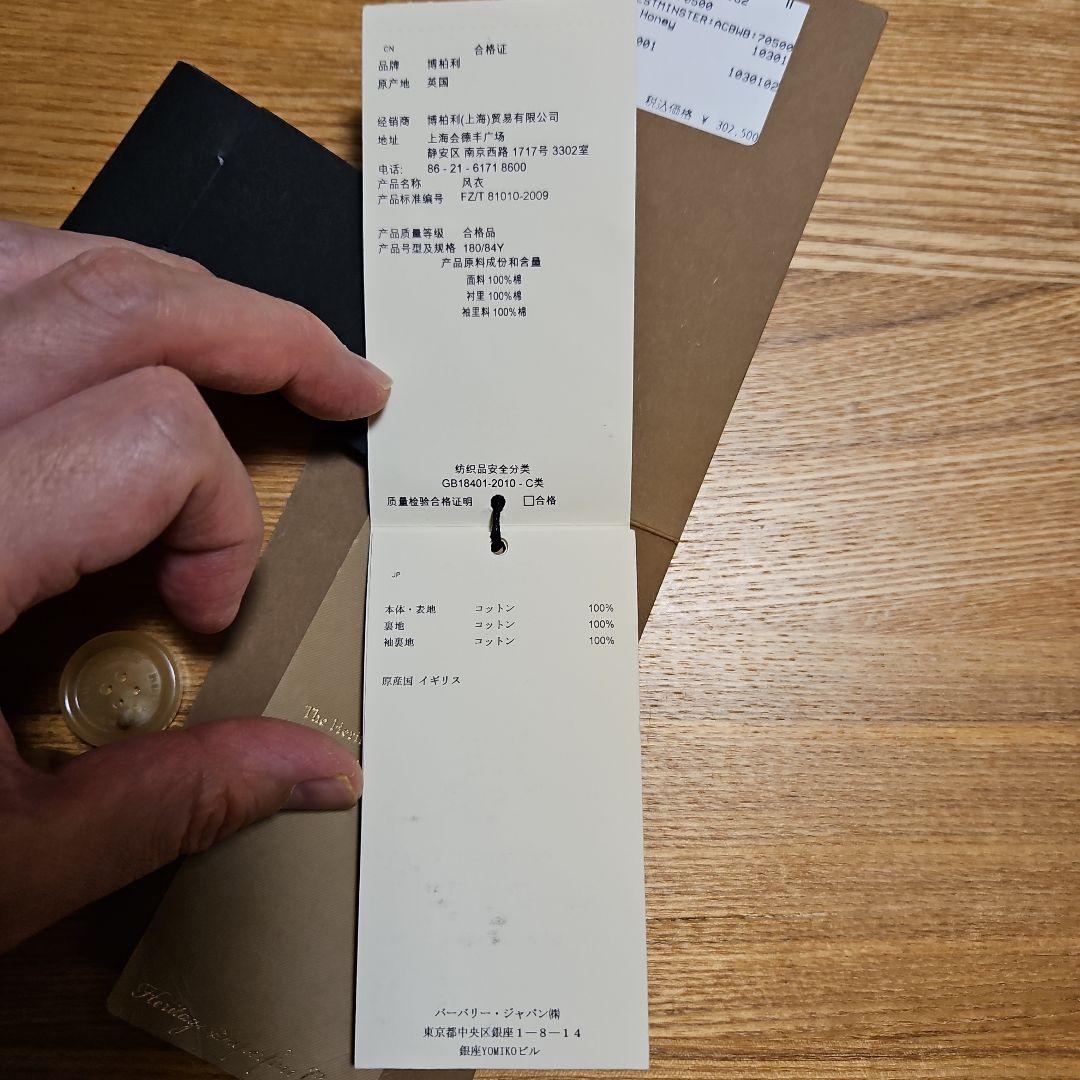 ESTMINSTER:ACBWB:70500
Honey
10301
001
1030102
税込価格 ¥ 302,500
CN
合格证
品牌 博柏利
原产地 英国
经销商 博柏利(上海)贸易有限公司
地址 上海会德丰广场
静安区 南京西路 1717号 3302室
电话: 86 - 21 - 6171 8600
产品名称 风衣
产品标准编号 FZ/T 81010-2009
产品质量等级 合格品
产品号型及规格 180/84Y
产品原料成份和含量
面料 100%棉
衬里 100%棉
袖里料 100%棉
纺织品安全分类
GB18401-2010 - C类
质量检验合格证明 □合格
JP
本体・表地 コットン 100%
裏地 コットン 100%
袖裏地 コットン 100%
原産国 イギリス
The Heri
バーバリー・ジャパン㈱
東京都中央区銀座1-8-14
銀座YOMIKOビル
Heritage